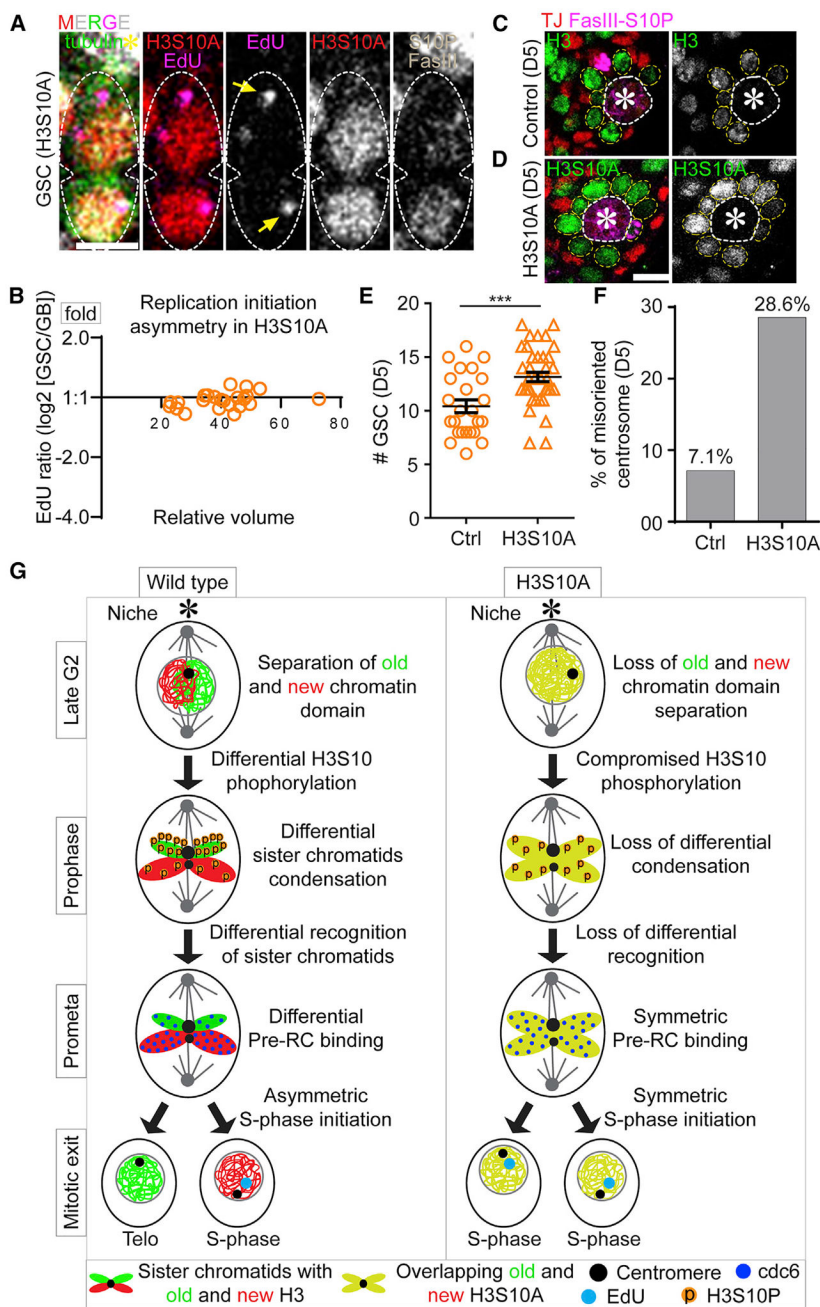 A
MERGE
tubulin
H3S10A
EdU
EdU
H3S10A
S10P
FasIII
GSC (H3S10A)
C
TJ FasIII-S10P
H3
H3
Control (D5)
*
*
D
H3S10A
H3S10A
H3S10A (D5)
*
*
B
fold
Replication initiation
asymmetry in H3S10A
EdU ratio (log2 [GSC/GB])
2.0
1:1
-2.0
-4.0
20
40
60
80
Relative volume
E
***
# GSC (D5)
20
15
10
5
0
Ctrl
H3S10A
F
% of misoriented
centrosome (D5)
30
20
10
00
7.1%
28.6%
Ctrl
H3S10A
G
Wild type
H3S10A
Niche
*
Niche
*
Late G2
Separation of old
and new chromatin
domain
Loss of old and new
chromatin domain
separation
Differential H3S10
phophorylation
Compromised H3S10
phosphorylation
Prophase
p p p p p p p p p p p p
Differential
sister chromatids
condensation
Loss of differential
condensation
Differential recognition
of sister chromatids
Loss of differential
recognition
Prometa
Differential
Pre-RC binding
Symmetric
Pre-RC binding
Asymmetric
S-phase initiation
Symmetric
S-phase initiation
Mitotic exit
Telo
S-phase
S-phase
S-phase
Sister chromatids with
old and new H3
Overlapping old and
new H3S10A
Centromere
cdc6
EdU
p H3S10P